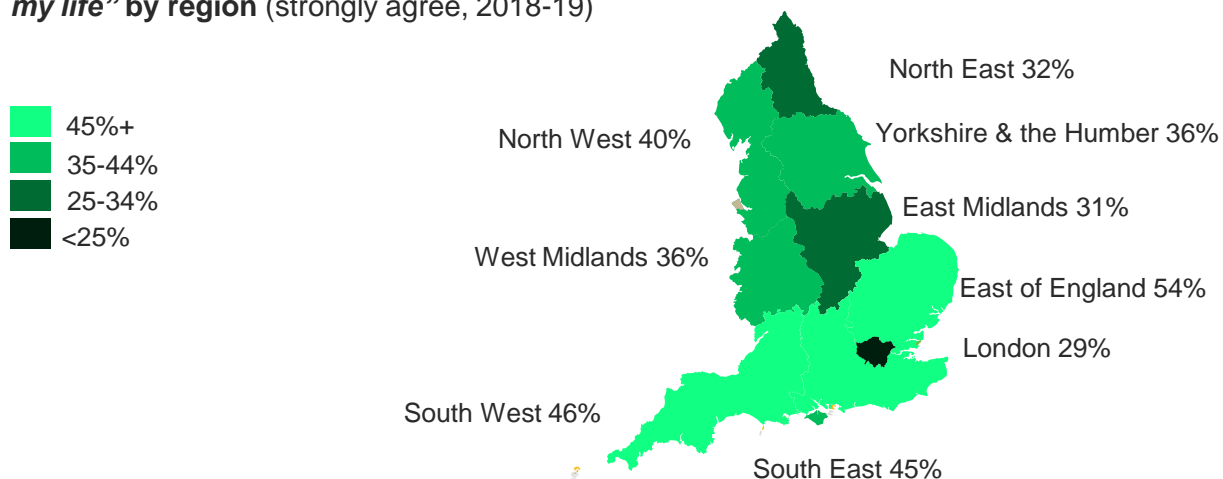 my life” by region (strongly agree, 2018-19)
45%+
35-44%
25-34%
<25%
North East 32%
North West 40%
Yorkshire & the Humber 36%
East Midlands 31%
West Midlands 36%
East of England 54%
London 29%
South West 46%
South East 45%